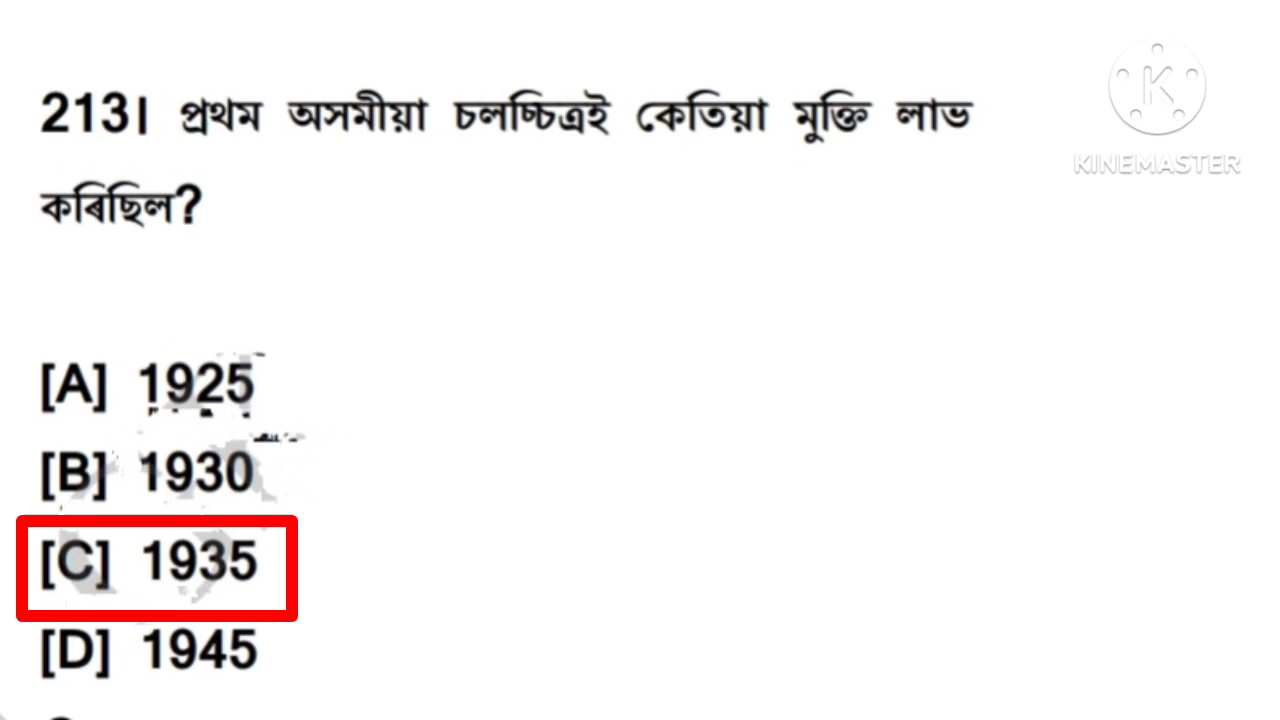 213। প্ৰথম অসমীয়া চলচ্চিত্ৰই কেতিয়া মুক্তি লাভ
কৰিছিল?
[A] 1925
[B] 1930
[C] 1935
[D] 1945
K
KINEMASTER